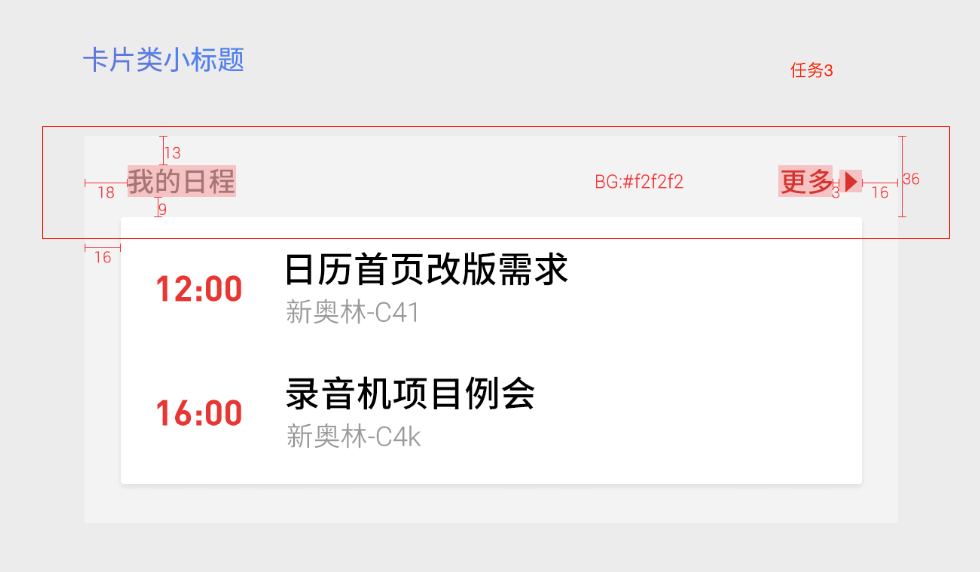 卡片类小标题
任务3
13
我的日程
BG:#f2f2f2
更多
36
18
3
16
9
16
12:00
日历首页改版需求
新奥林-C41
16:00
录音机项目例会
新奥林-C4k